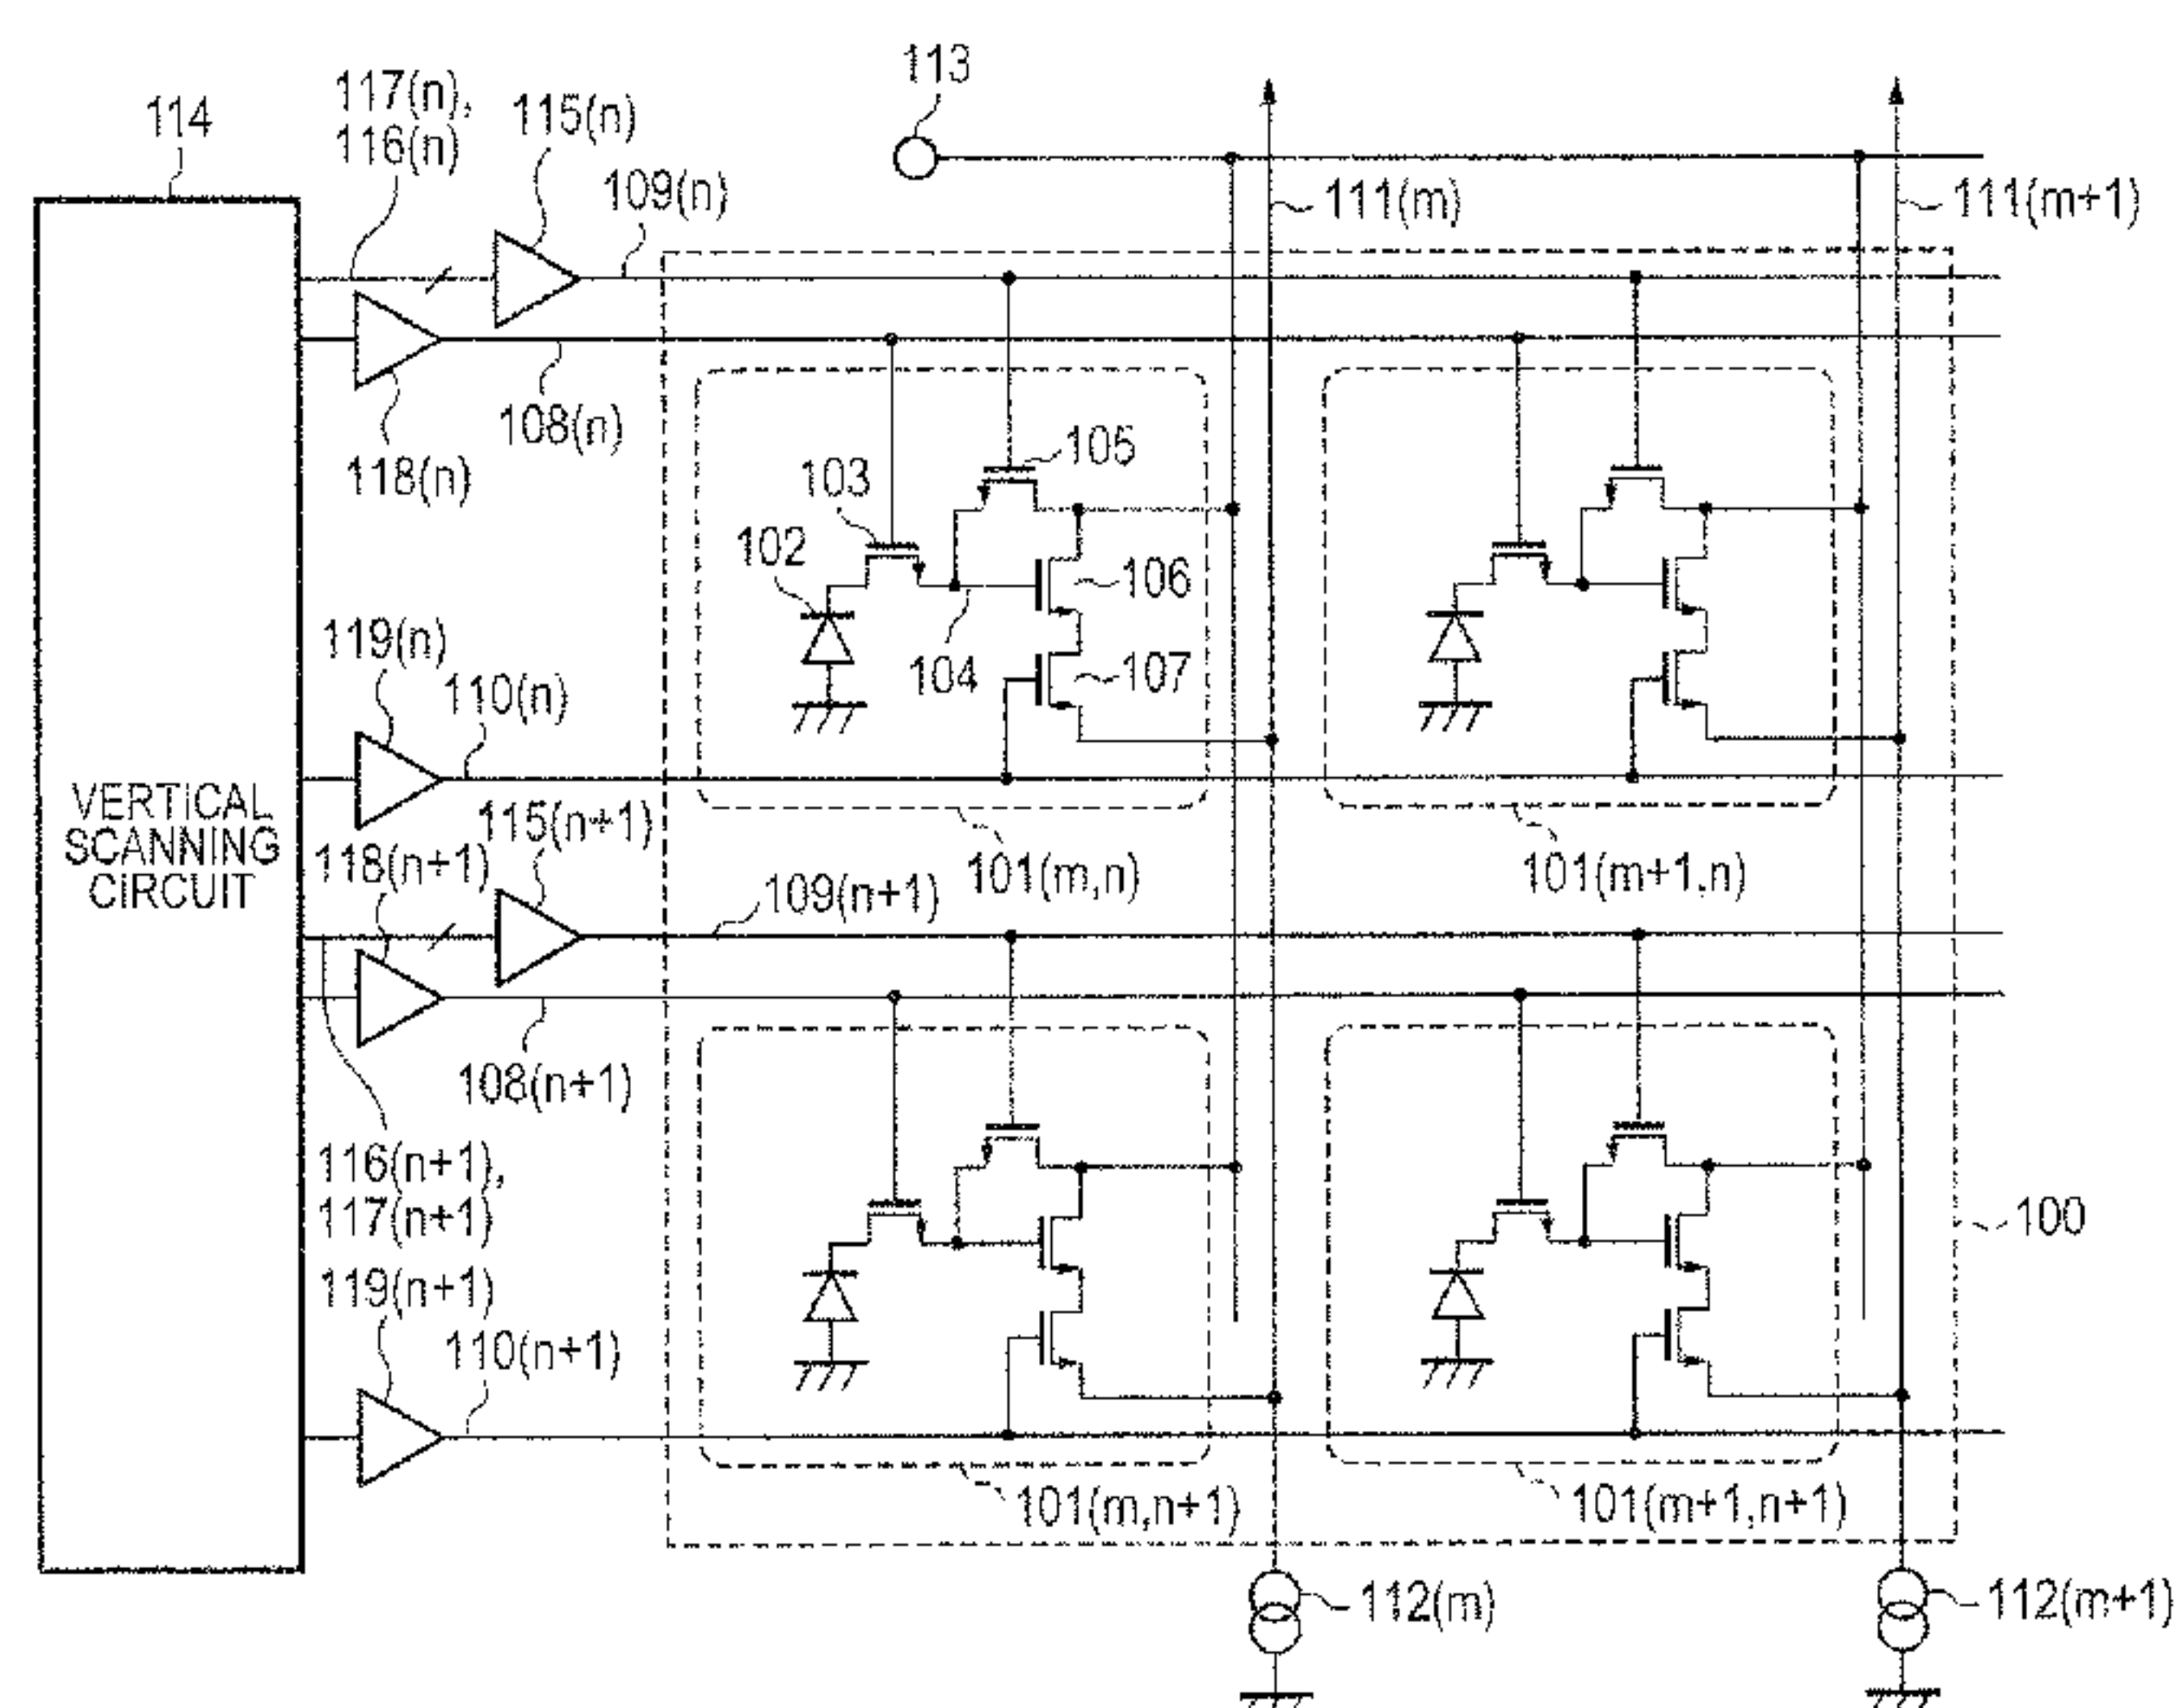 113
114
117(n),
116(n)
115(n)
109(n)
111(m)
111(m+1)
108(n)
118(n)
105
103
102
106
104
107
119(n)
110(n)
VERTICAL
SCANNING
CIRCUIT
115(n+1)
118(n+1)
101(m,n)
101(m+1,n)
109(n+1)
108(n+1)
116(n+1),
117(n+1)
100
119(n+1)
110(n+1)
101(m,n+1)
101(m+1,n+1)
112(m)
112(m+1)